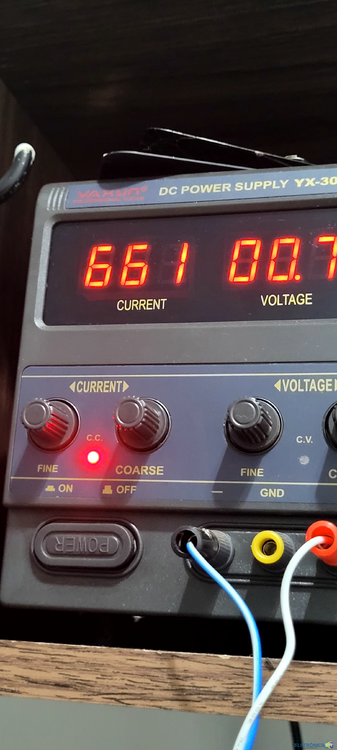 YAXUN® DC POWER SUPPLY YX-30
661 00.7
CURRENT VOLTAGE
◄CURRENT► ◄VOLTAGE►
C.C. C.V.
FINE COARSE FINE C
ON OFF — GND
POWER